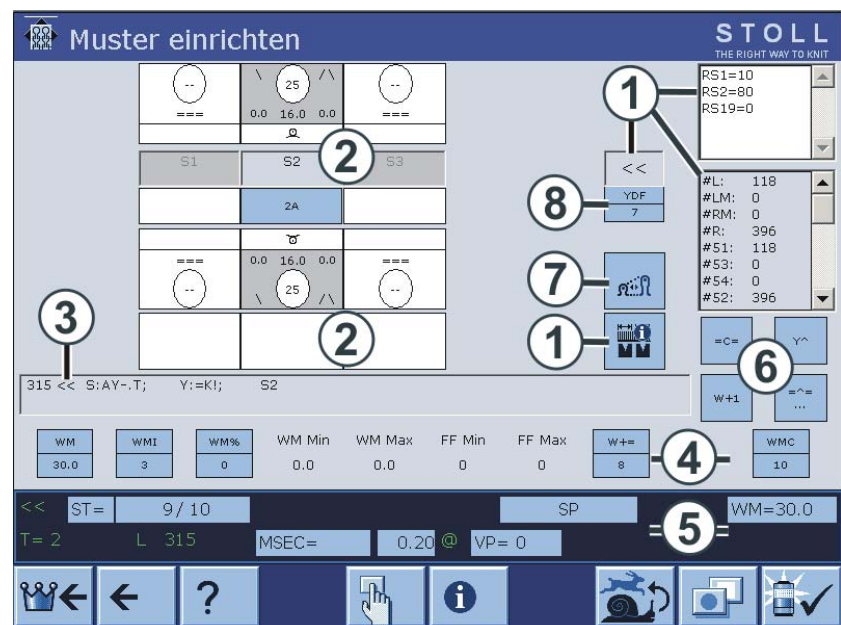 Muster einrichten
STOLL
THE RIGHT WAY TO KNIT
-- \ 25 /\ --
=== 0.0 16.0 0.0 ===
S1 S2 2 S3
2A
=== 0.0 16.0 0.0 ===
-- \ 25 /\ --
2
1
<<
8
YDF
7
7
1
RS1=10
RS2=80
RS19=0
#L: 118
#LM: 0
#RM: 0
#R: 396
#51: 118
#53: 0
#54: 0
#52: 396
=C= Y^
6
W+1 =^=
...
3
315 << S:AY-.T; Y:=K!; S2
WM WMI WM% WM Min WM Max FF Min FF Max W+= WMC
30.0 3 0 0.0 0.0 0 0 8 4 10
<< ST= 9/10 SP =5= WM=30.0
T= 2 L 315 MSEC= 0.20 @ VP= 0
?
i